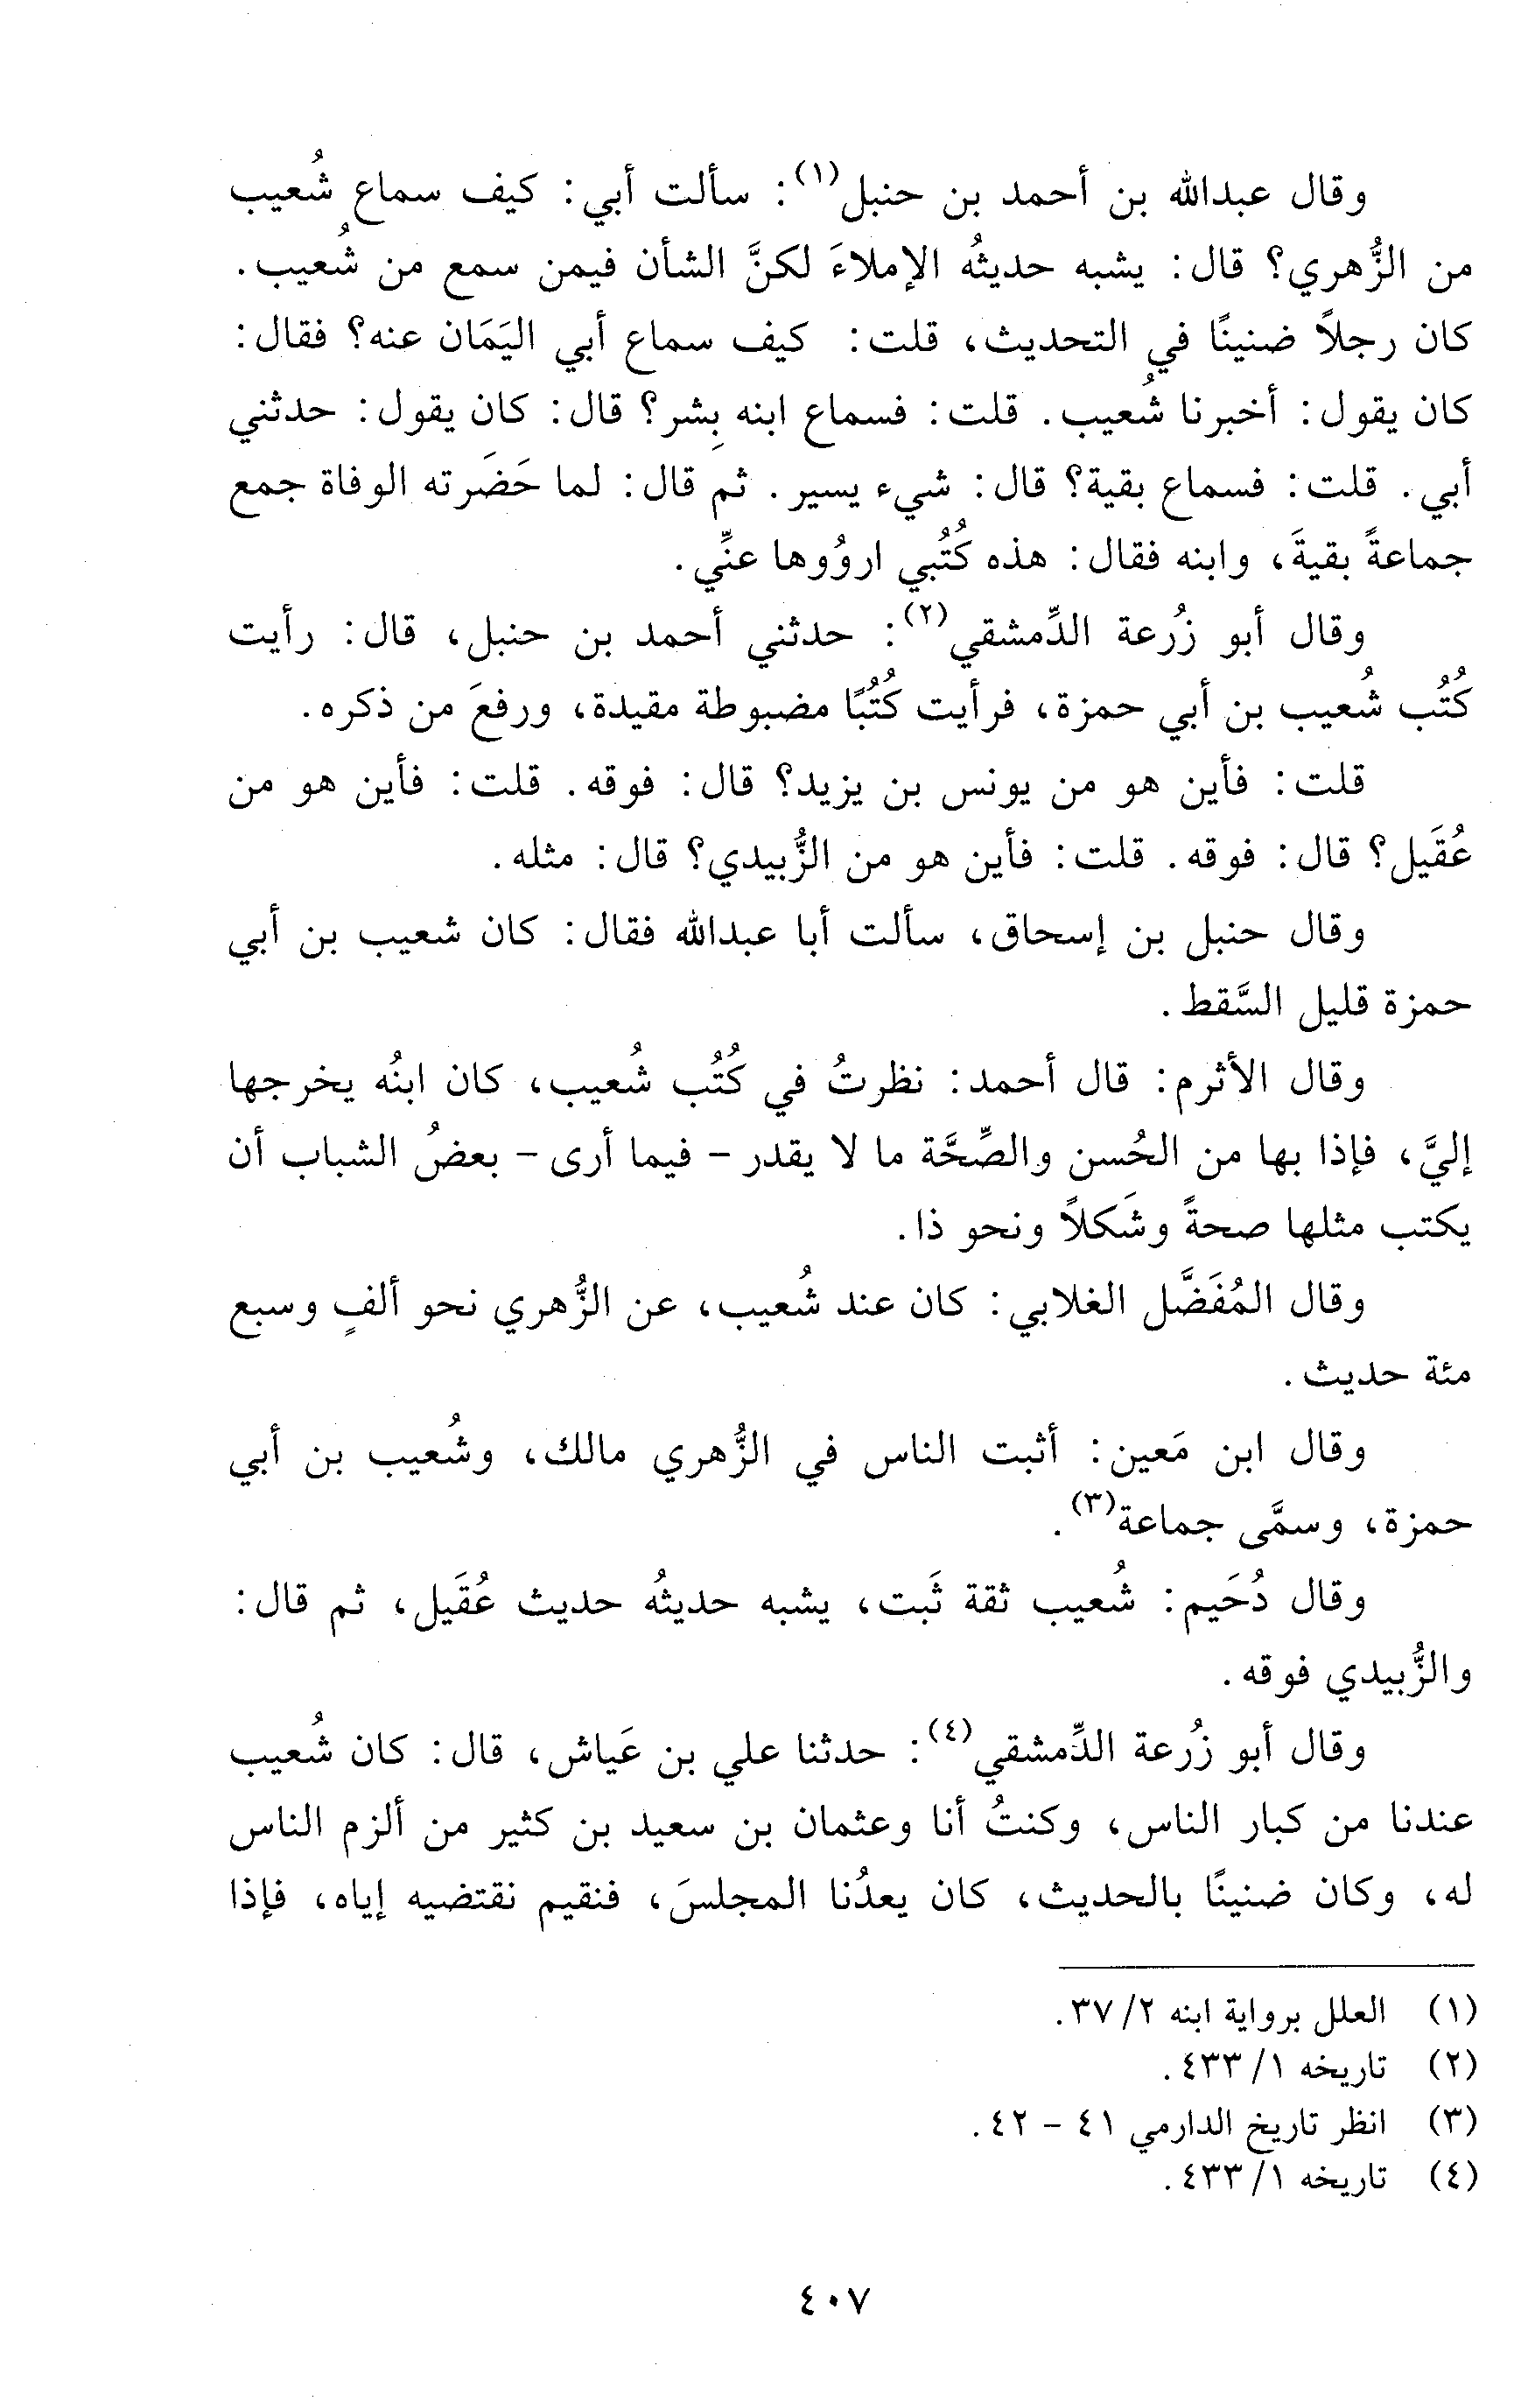 وقال عبدالله بن أحمد بن حنبل(١): سألت أبي: كيف سماع شُعيب
من الزُّهري؟ قال: يشبه حديثُه الإملاءَ لكنَّ الشأن فيمن سمع من شُعيب.
كان رجلاً ضنينًا في التحديث، قلت: كيف سماع أبي اليَمَان عنه؟ فقال:
كان يقول: أخبرنا شُعيب. قلت: فسماع ابنه بِشر؟ قال: كان يقول: حدثني
أبي. قلت: فسماع بقية؟ قال: شيء يسير. ثم قال: لما حَضَرته الوفاة جمع
جماعةً بقيةَ، وابنه فقال: هذه كُتُبي اروُوها عنِّي.
وقال أبو زُرعة الدِّمشقي(٢): حدثني أحمد بن حنبل، قال: رأيت
كُتُب شُعيب بن أبي حمزة، فرأيت كُتُبًا مضبوطة مقيدة، ورفعَ من ذكره.
قلت: فأين هو من يونس بن يزيد؟ قال: فوقه. قلت: فأين هو من
عُقَيل؟ قال: فوقه. قلت: فأين هو من الزُّبيدي؟ قال: مثله.
وقال حنبل بن إسحاق، سألت أبا عبدالله فقال: كان شعيب بن أبي
حمزة قليل السَّقط.
وقال الأثرم: قال أحمد: نظرتُ في كُتُب شُعيب، كان ابنُه يخرجها
إليَّ، فإذا بها من الحُسن والصِّحَّة ما لا يقدر - فيما أرى - بعضُ الشباب أن
يكتب مثلها صحةً وشَكلاً ونحو ذا.
وقال المُفَضَّل الغلابي: كان عند شُعيب، عن الزُّهري نحو ألفٍ وسبع
مئة حديث.
وقال ابن مَعين: أثبت الناس في الزُّهري مالك، وشُعيب بن أبي
حمزة، وسمَّى جماعة(٣).
وقال دُحَيم: شُعيب ثقة ثَبت، يشبه حديثُه حديث عُقَيل، ثم قال:
والزُّبيدي فوقه.
وقال أبو زُرعة الدِّمشقي(٤): حدثنا علي بن عَياش، قال: كان شُعيب
عندنا من كبار الناس، وكنتُ أنا وعثمان بن سعيد بن كثير من ألزم الناس
له، وكان ضنينًا بالحديث، كان يعدُنا المجلسَ، فنقيم نقتضيه إياه، فإذا
(١) العلل برواية ابنه ٢/ ٣٧.
(٢) تاريخه ١/ ٤٣٣.
(٣) انظر تاريخ الدارمي ٤١ - ٤٢.
(٤) تاريخه ١/ ٤٣٣.
٤٠٧